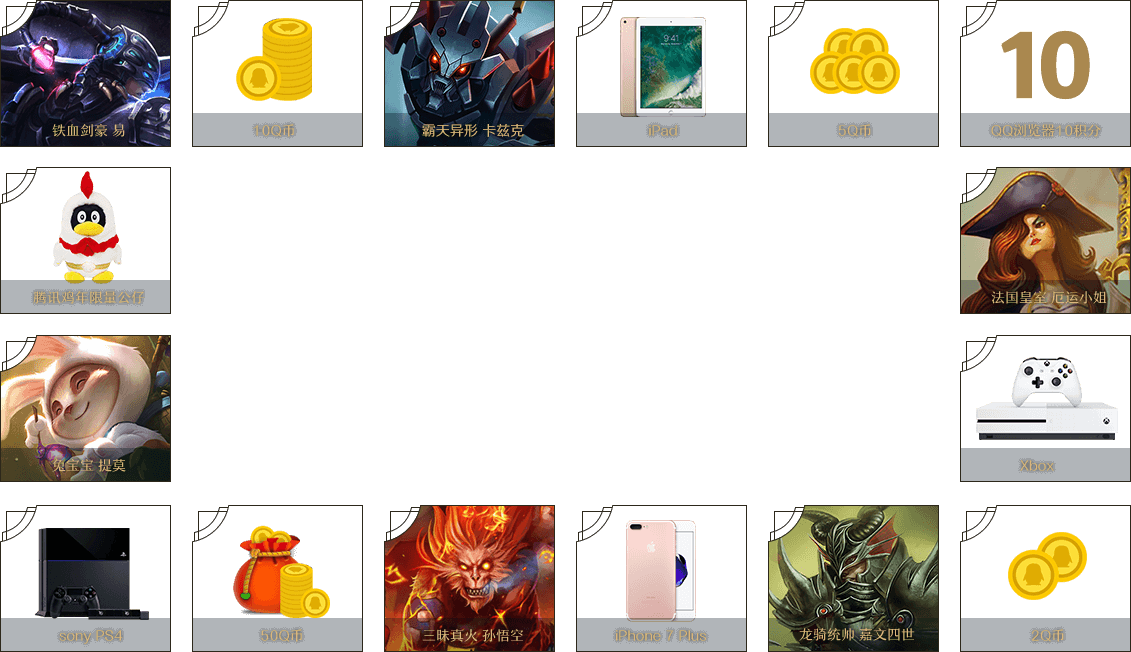 铁血剑豪 易
10Q币
霸天异形 卡兹克
9:41
iPad
5Q币
10
QQ浏览器10积分
腾讯鸡年限量公仔
法国皇室 厄运小姐
兔宝宝 提莫
Xbox
sony PS4
50Q币
三昧真火 孙悟空
iPhone 7 Plus
龙骑统帅 嘉文四世
2Q币